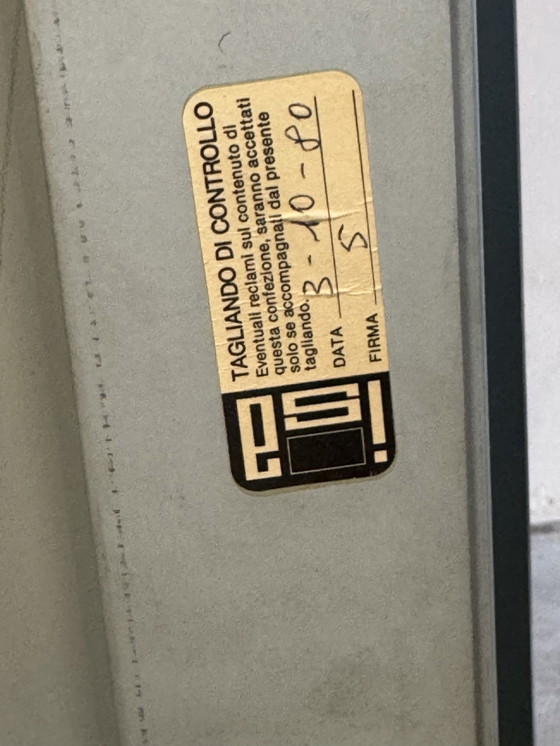 TAGLIANDO DI CONTROLLO
Eventuali reclami sul contenuto di
questa confezione, saranno accettati
solo se accompagnati dal presente
tagliando.
DATA 3-10-80
FIRMA S